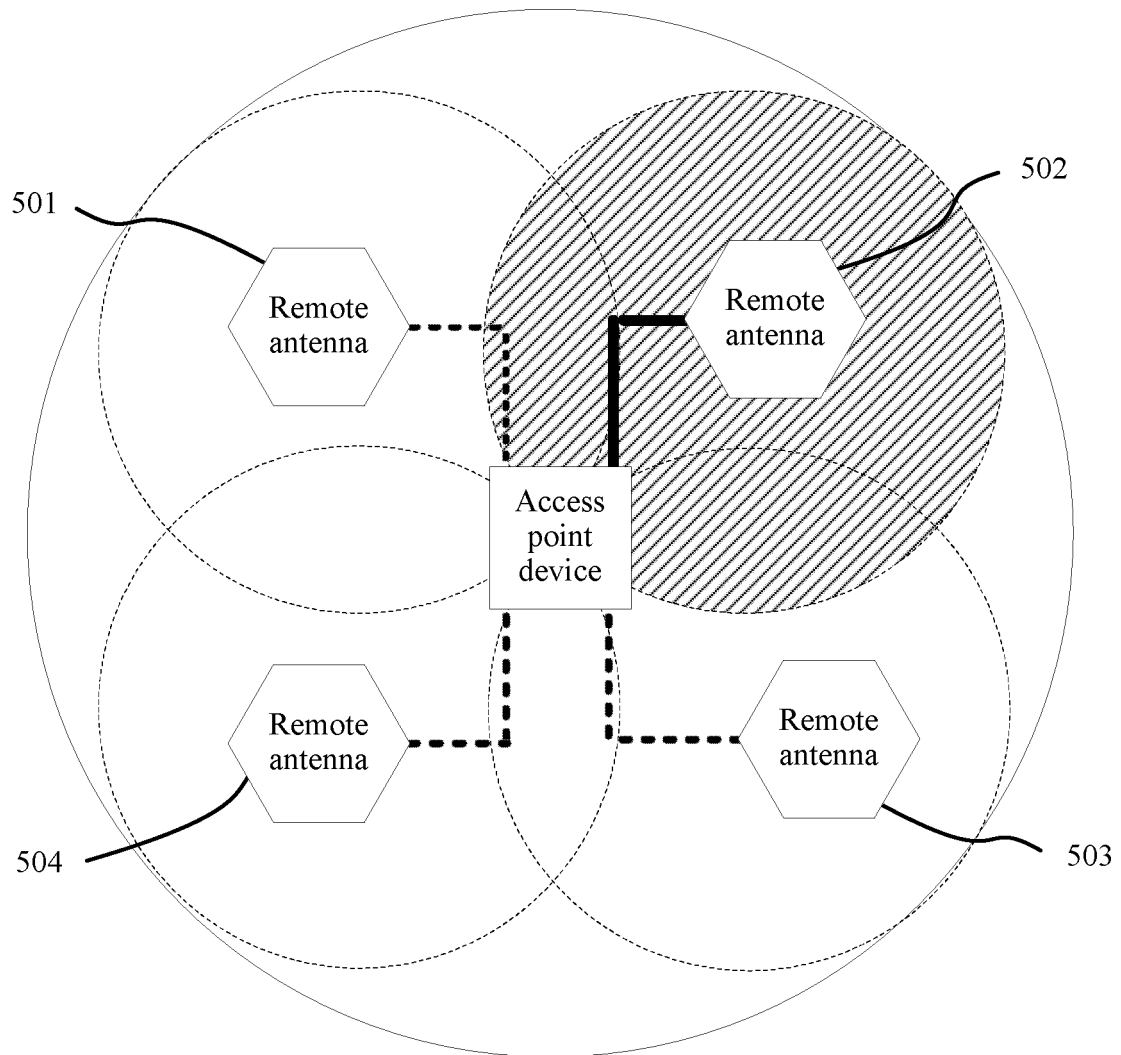 502
501
Remote
antenna
Remote
antenna
Access
point
device
Remote
antenna
Remote
antenna
504
503